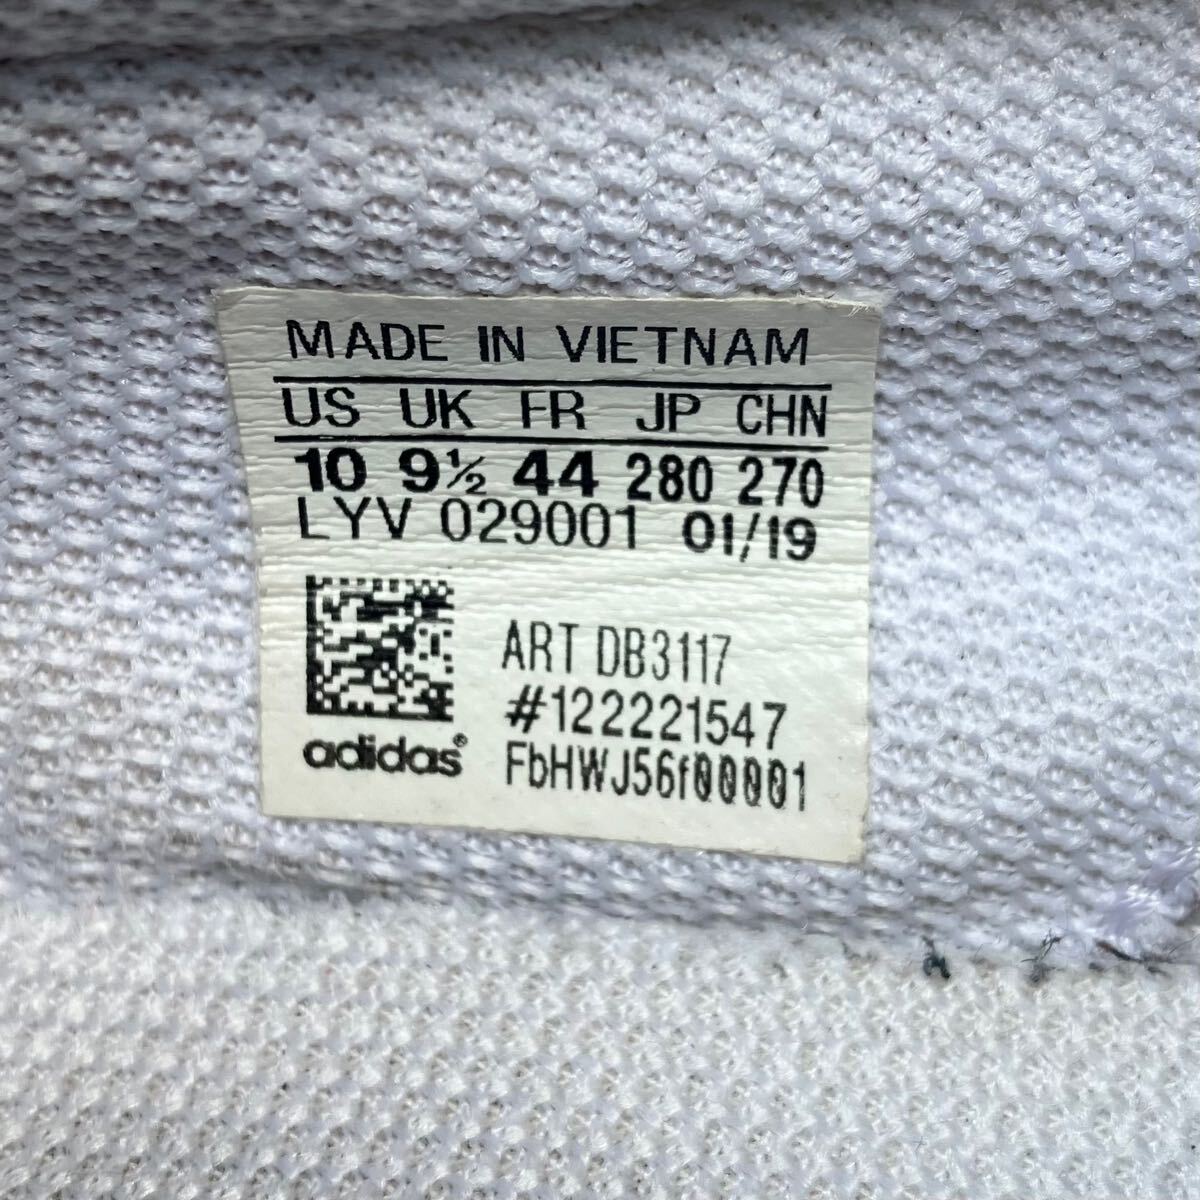 MADE IN VIETNAM
US UK FR JP CHN
10 9½ 44 280 270
LYV 029001 01/19
ART DB3117
#122221547
adidas® FbHWJ56f00001